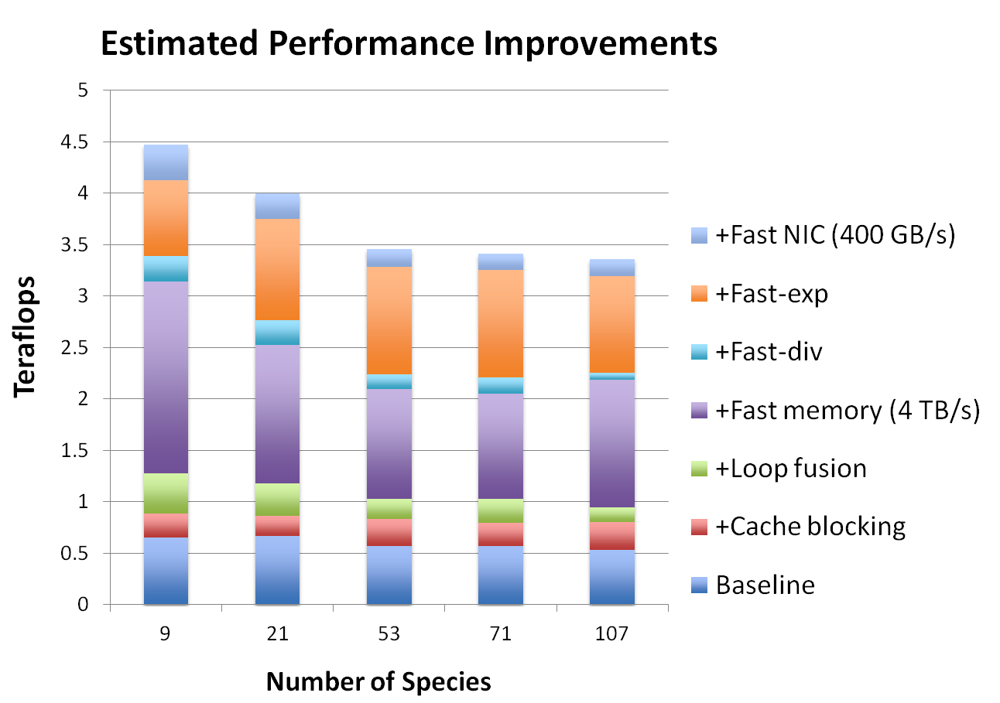 Estimated Performance Improvements
5
4.5
4
3.5
3
2.5
2
1.5
1
0.5
0
Teraflops
9 21 53 71 107
Number of Species
+Fast NIC (400 GB/s)
+Fast-exp
+Fast-div
+Fast memory (4 TB/s)
+Loop fusion
+Cache blocking
Baseline